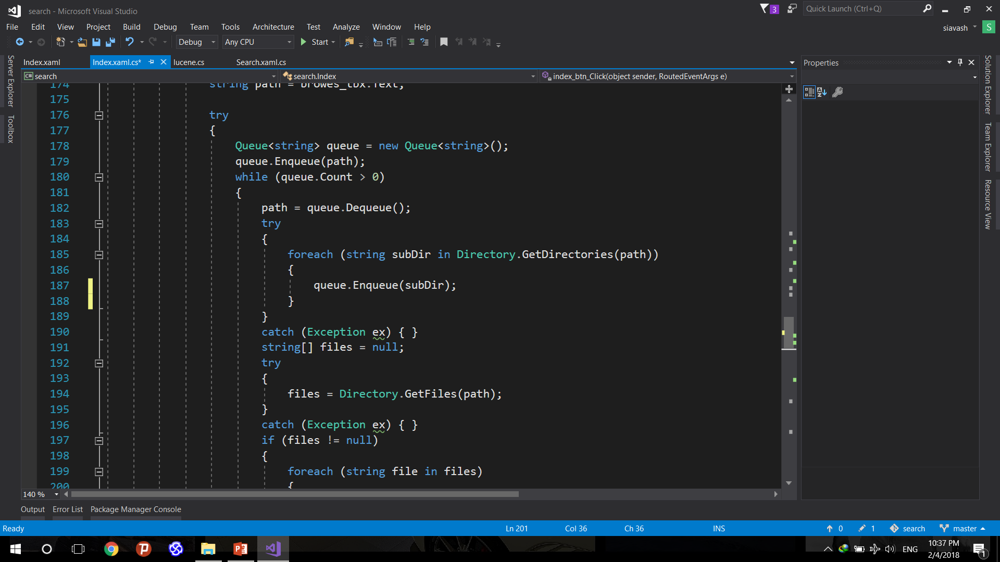 search - Microsoft Visual Studio
3
Quick Launch (Ctrl+Q)
File Edit View Project Build Debug Team Tools Architecture Test Analyze Window Help
siavash S
Debug Any CPU Start
Index.xaml Index.xaml.cs* lucene.cs Search.xaml.cs
C# search search.Index index_btn_Click(object sender, RoutedEventArgs e)
Server Explorer
Toolbox
174 string path = browes_tbx.Text;
175
176 try
177 {
178 Queue<string> queue = new Queue<string>();
179 queue.Enqueue(path);
180 while (queue.Count > 0)
181 {
182 path = queue.Dequeue();
183 try
184 {
185 foreach (string subDir in Directory.GetDirectories(path))
186 {
187 queue.Enqueue(subDir);
188 }
189 }
190 catch (Exception ex) { }
191 string[] files = null;
192 try
193 {
194 files = Directory.GetFiles(path);
195 }
196 catch (Exception ex) { }
197 if (files != null)
198 {
199 foreach (string file in files)
200 {
140 %
Properties
Solution Explorer
Team Explorer
Resource View
Output Error List Package Manager Console
Ready Ln 201 Col 36 Ch 36 INS 0 1 search master
ENG
10:37 PM
2/4/2018
1